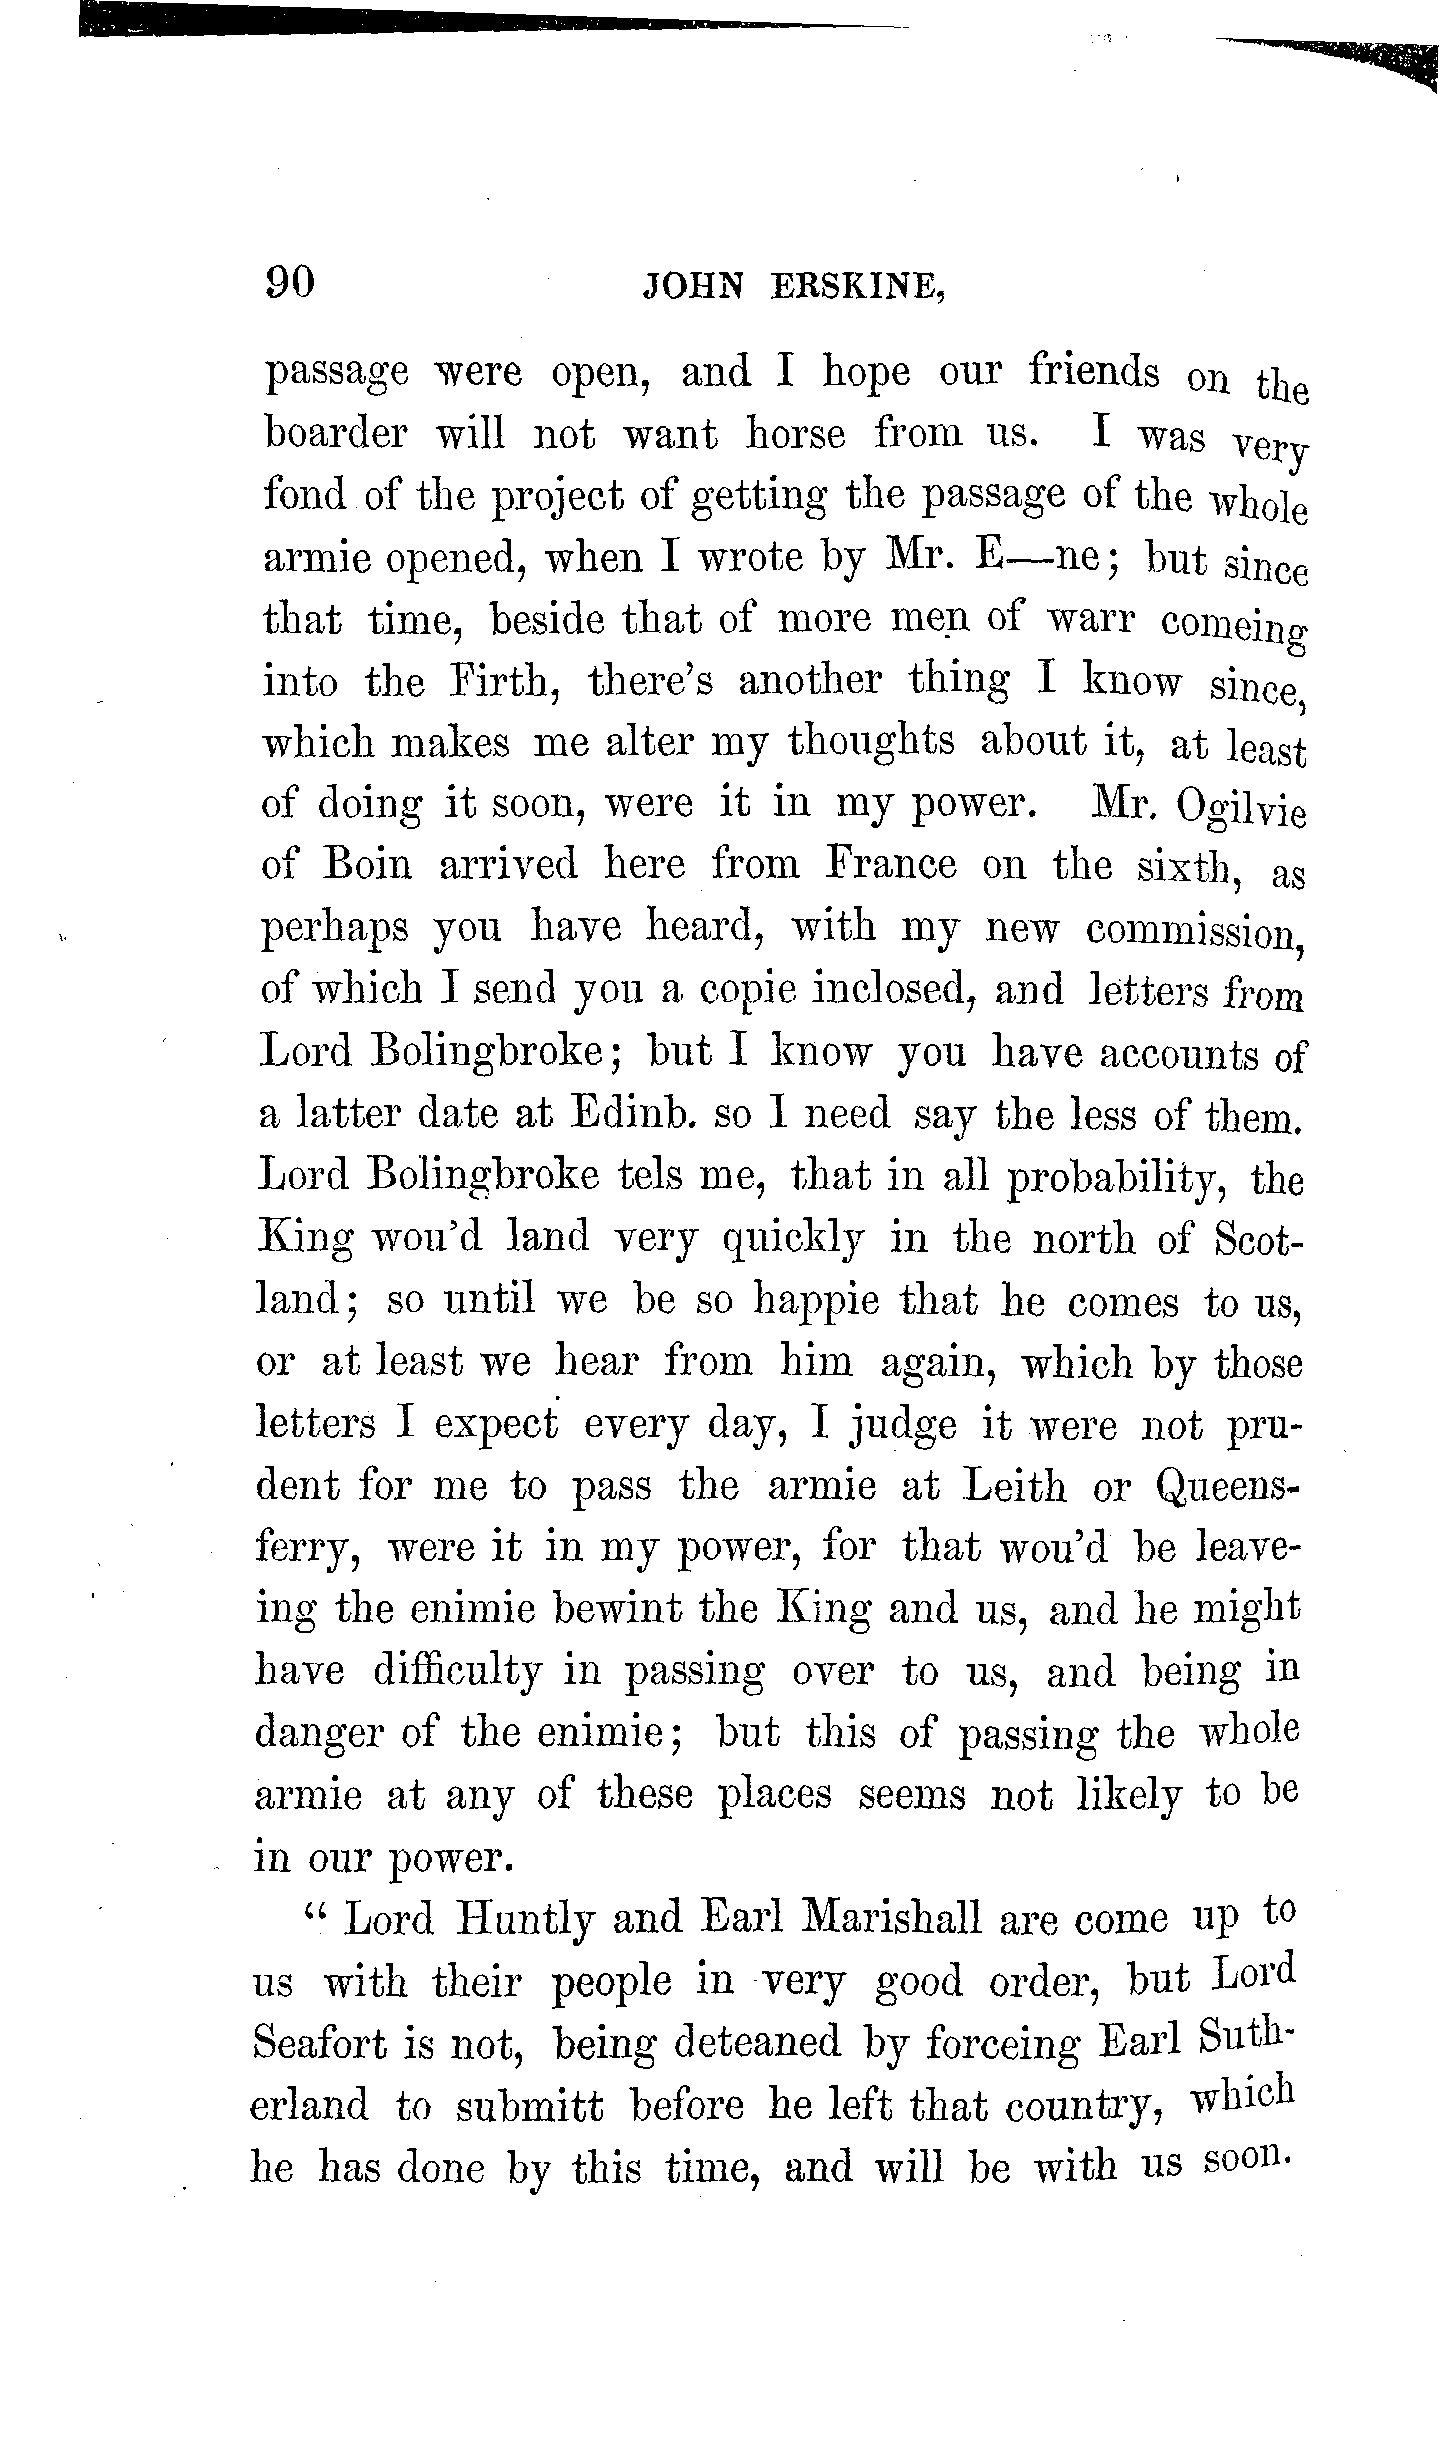 90 JOHN ERSKINE,
passage were open, and I hope our friends on the
boarder will not want horse from us. I was very
fond of the project of getting the passage of the whole
armie opened, when I wrote by Mr. E—ne; but since
that time, beside that of more men of warr comeing
into the Firth, there's another thing I know since,
which makes me alter my thoughts about it, at least
of doing it soon, were it in my power. Mr. Ogilvie
of Boin arrived here from France on the sixth, as
perhaps you have heard, with my new commission,
of which I send you a copie inclosed, and letters from
Lord Bolingbroke; but I know you have accounts of
a latter date at Edinb. so I need say the less of them.
Lord Bolingbroke tels me, that in all probability, the
King wou'd land very quickly in the north of Scot-
land; so until we be so happie that he comes to us,
or at least we hear from him again, which by those
letters I expect every day, I judge it were not pru-
dent for me to pass the armie at Leith or Queens-
ferry, were it in my power, for that wou'd be leave-
ing the enimie bewint the King and us, and he might
have difficulty in passing over to us, and being in
danger of the enimie; but this of passing the whole
armie at any of these places seems not likely to be
in our power.
“ Lord Huntly and Earl Marishall are come up to
us with their people in very good order, but Lord
Seafort is not, being deteaned by forceing Earl Suth-
erland to submitt before he left that country, which
he has done by this time, and will be with us soon.